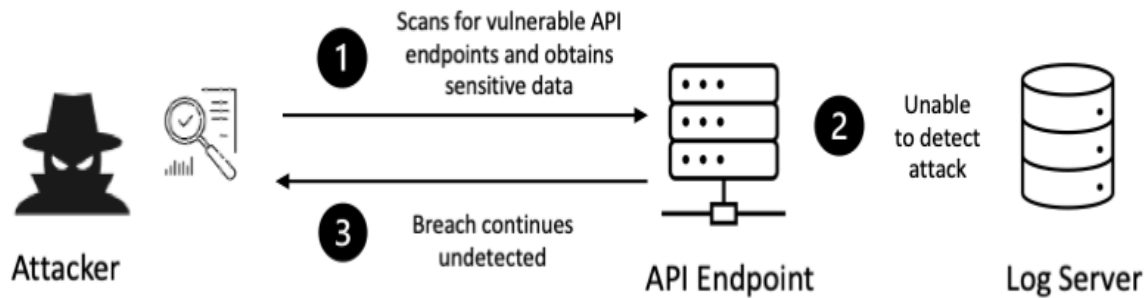 1
Scans for vulnerable API
endpoints and obtains
sensitive data
2
Unable
to detect
attack
3
Breach continues
undetected
Attacker
API Endpoint
Log Server